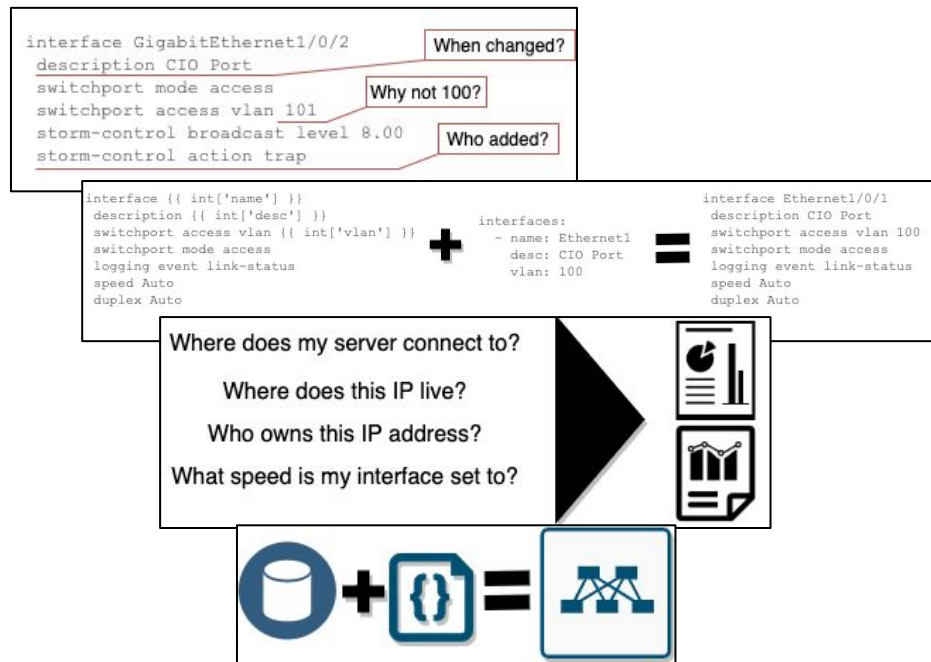 interface GigabitEthernet1/0/2
When changed?
description CIO Port
switchport mode access
Why not 100?
switchport access vlan 101
storm-control broadcast level 8.00
Who added?
storm-control action trap
interface {{ int['name'] }}
description {{ int['desc'] }}
switchport access vlan {{ int['vlan'] }}
switchport mode access
logging event link-status
speed Auto
duplex Auto
+
interfaces:
- name: Ethernet1
desc: CIO Port
vlan: 100
=
interface Ethernet1/0/1
description CIO Port
switchport access vlan 100
switchport mode access
logging event link-status
speed Auto
duplex Auto
Where does my server connect to?
Where does this IP live?
Who owns this IP address?
What speed is my interface set to?
+ {} =